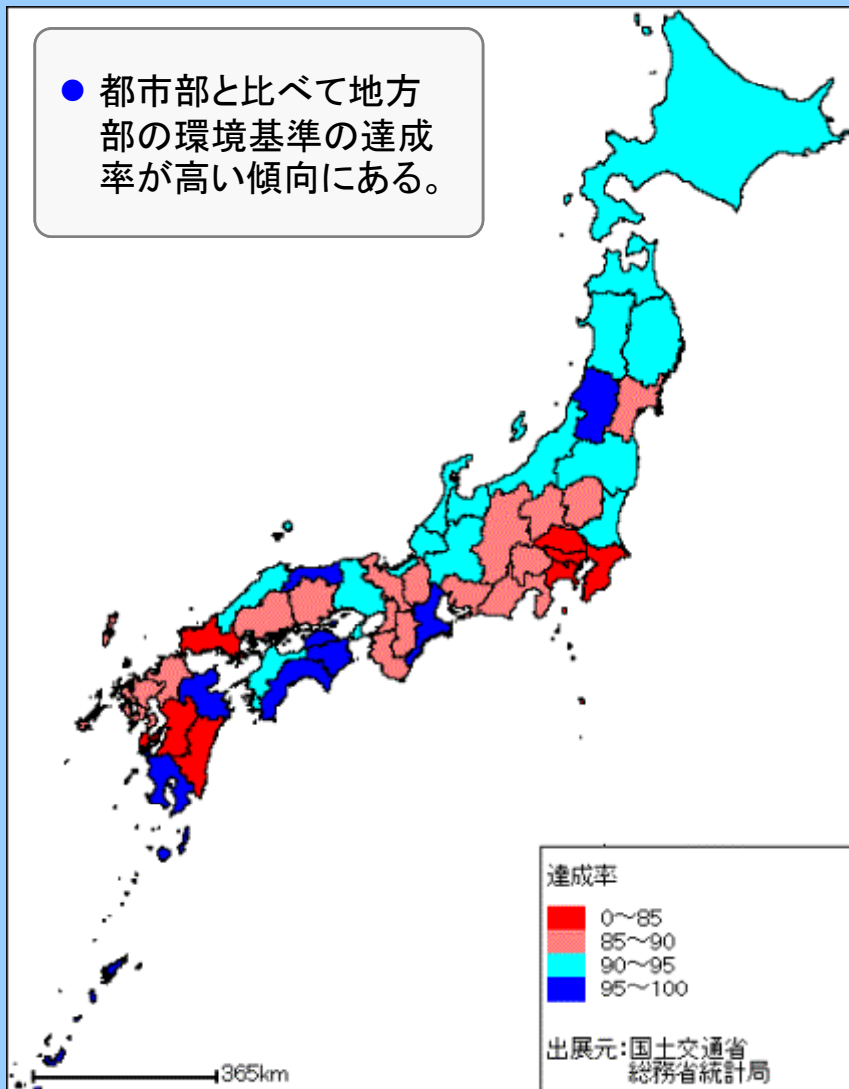 ● 都市部と比べて地方
部の環境基準の達成
率が高い傾向にある。
達成率
0～85
85～90
90～95
95～100
出展元：国土交通省
総務省統計局
365km